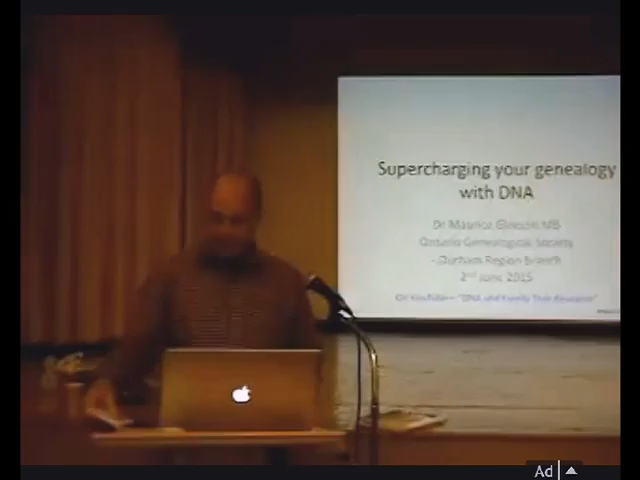 Supercharging your genealogy
with DNA
Dr Maurice Gleeson MB
Ontario Genealogical Society
- Durham Region Branch
2nd June 2015
On YouTube – "DNA and Family Tree Research"
Ad